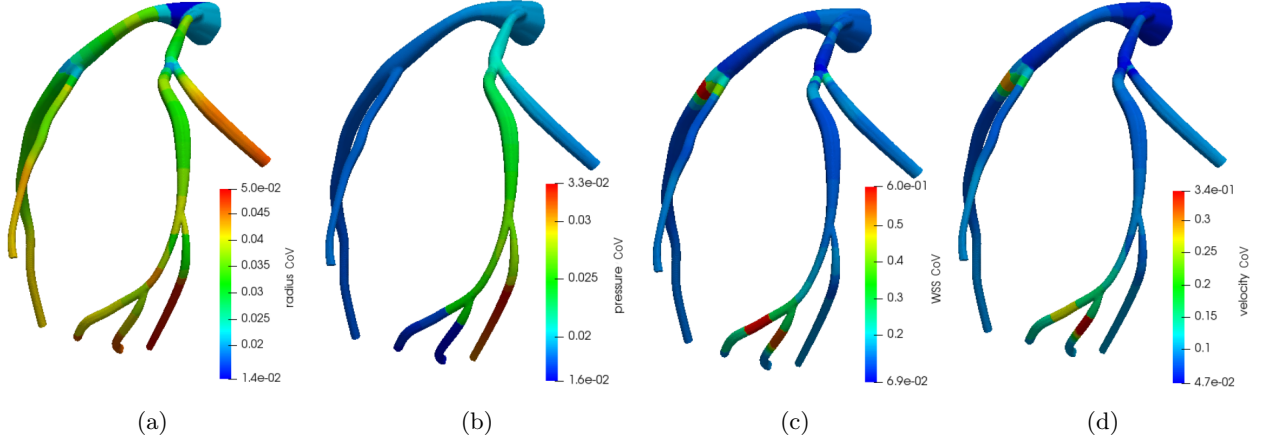 5.0e-02
0.045
0.04
0.035
0.03
0.025
0.02
1.4e-02
radius CoV
3.3e-02
0.03
0.025
0.02
1.6e-02
pressure CoV
6.0e-01
0.5
0.4
0.3
0.2
6.9e-02
WSS CoV
3.4e-01
0.3
0.25
0.2
0.15
0.1
4.7e-02
velocity CoV
(a)
(b)
(c)
(d)